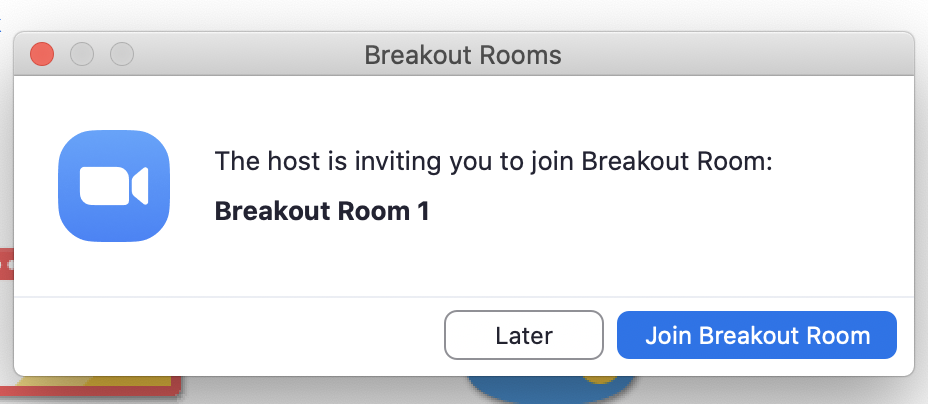 Breakout Rooms
The host is inviting you to join Breakout Room:
Breakout Room 1
Later
Join Breakout Room